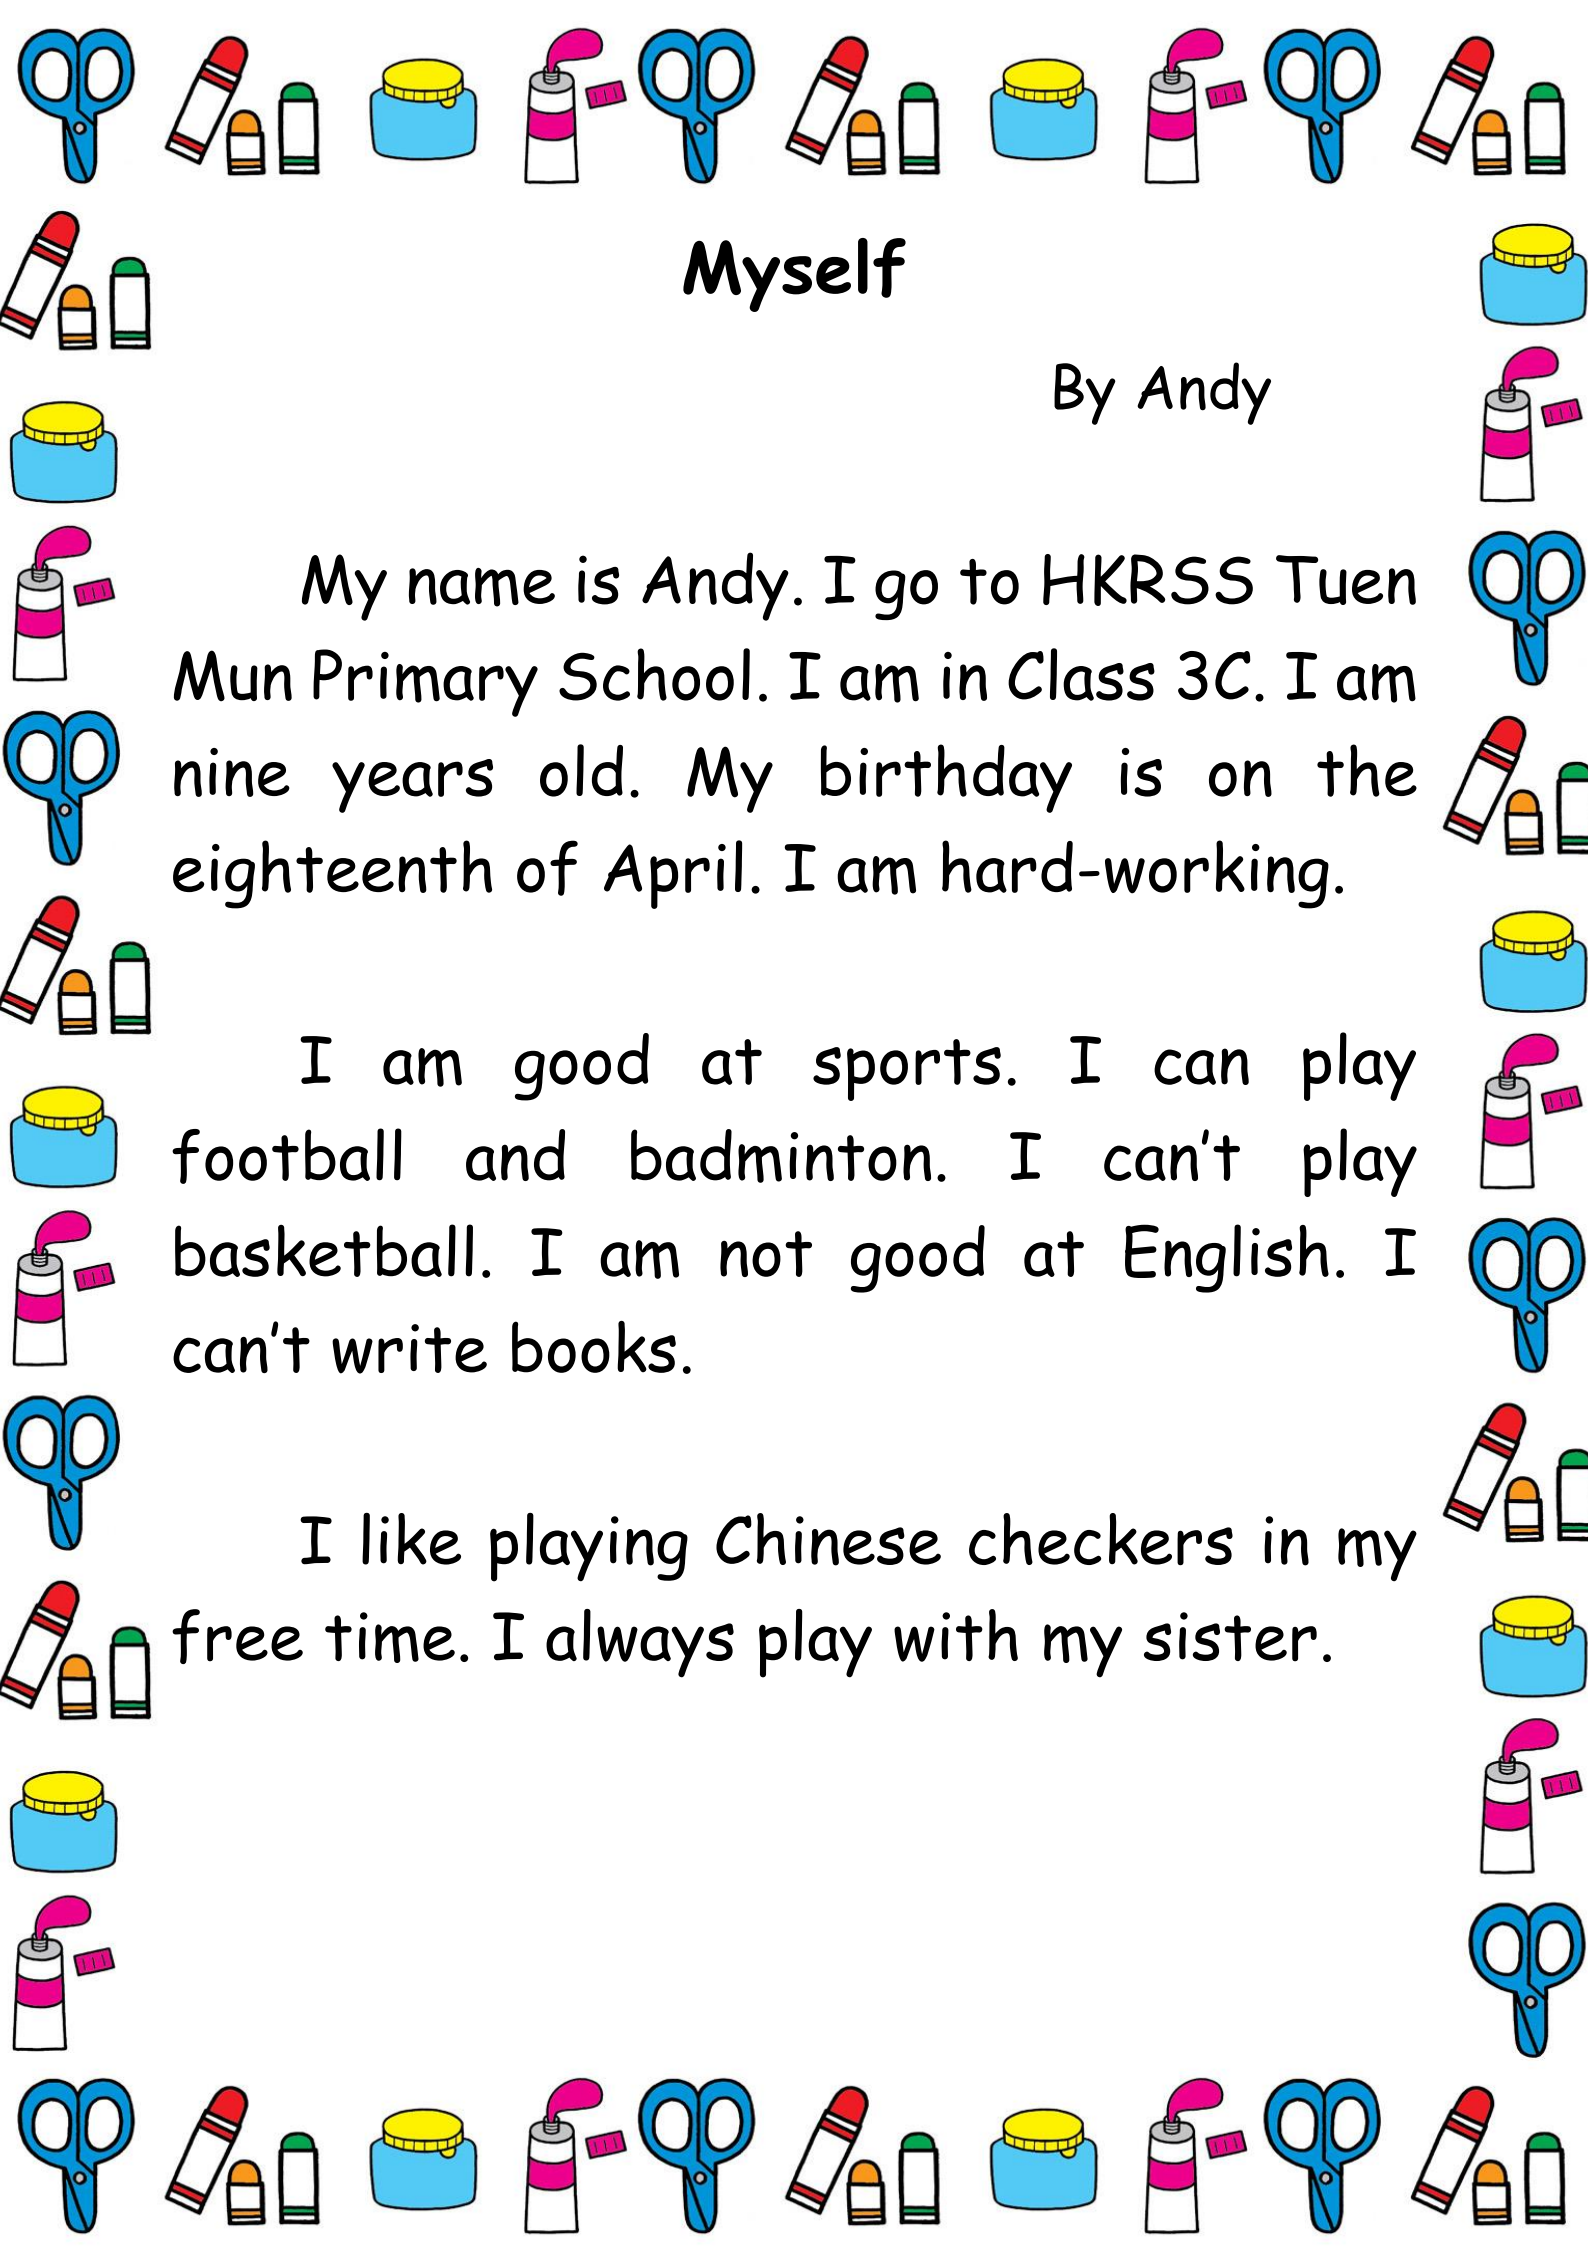 Myself
By Andy
My name is Andy. I go to HKRSS Tuen
Mun Primary School. I am in Class 3C. I am
nine years old. My birthday is on the
eighteenth of April. I am hard-working.
I am good at sports. I can play
football and badminton. I can’t play
basketball. I am not good at English. I
can’t write books.
I like playing Chinese checkers in my
free time. I always play with my sister.